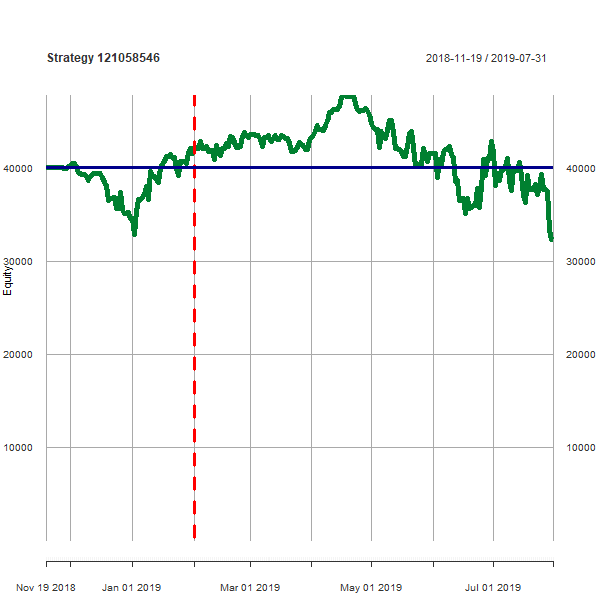 Strategy 121058546
2018-11-19 / 2019-07-31
40000
40000
30000
30000
Equity
20000
20000
10000
10000
Nov 19 2018
Jan 01 2019
Mar 01 2019
May 01 2019
Jul 01 2019